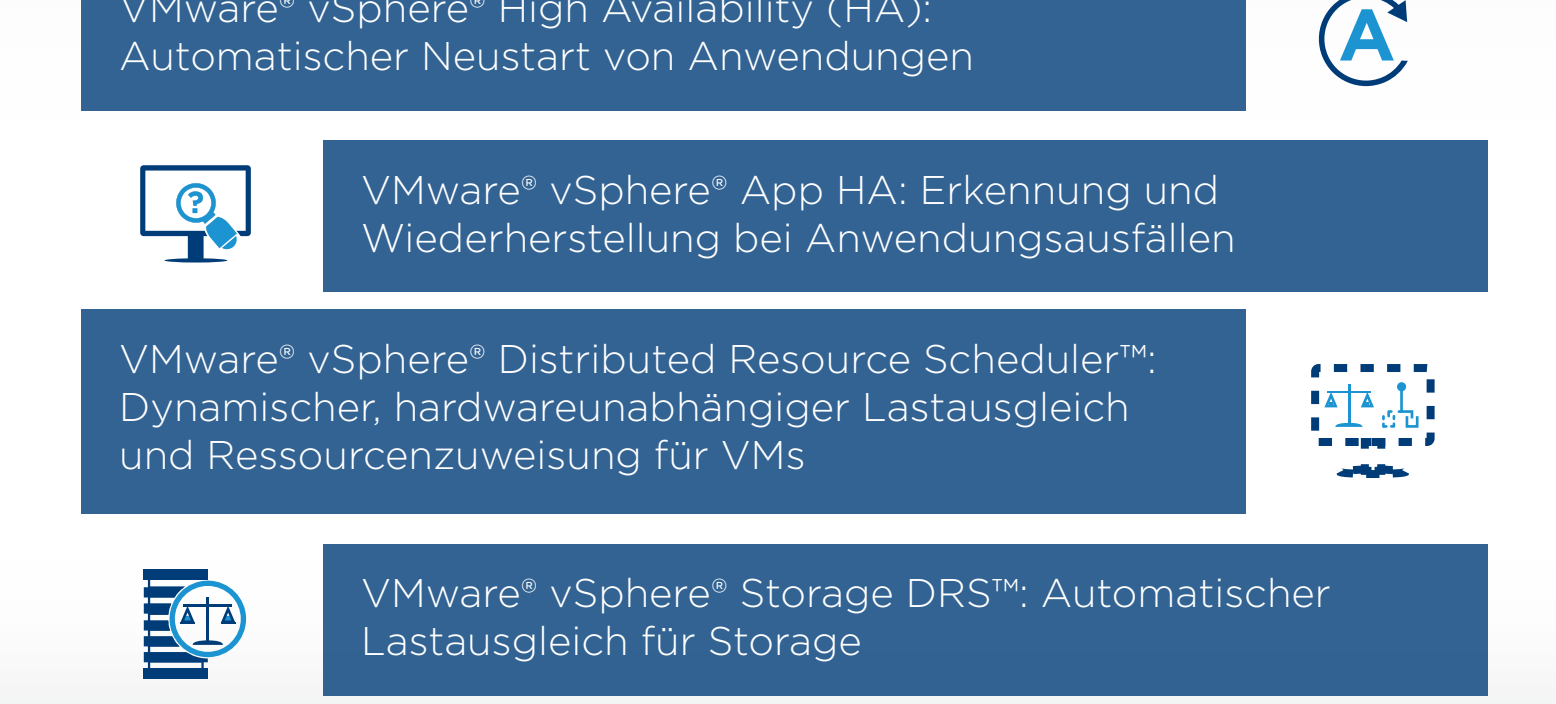 VMware® vSphere® High Availability (HA):
Automatischer Neustart von Anwendungen
A
?
VMware® vSphere® App HA: Erkennung und
Wiederherstellung bei Anwendungsausfällen
VMware® vSphere® Distributed Resource Scheduler™:
Dynamischer, hardwareunabhängiger Lastausgleich
und Ressourcenzuweisung für VMs
VMware® vSphere® Storage DRS™: Automatischer
Lastausgleich für Storage